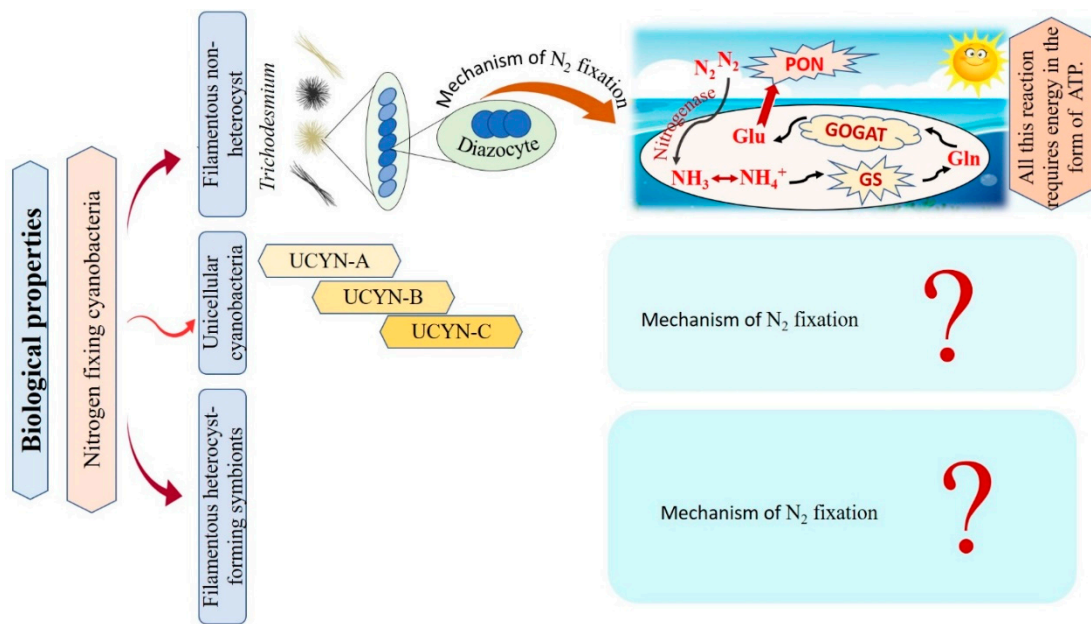 Biological properties
Nitrogen fixing cyanobacteria
Filamentous non-
heterocyst
Trichodesmium
Diazocyte
Mechanism of N₂ fixation
N₂ N₂
PON
Nitrogenase
Glu
GOGAT
Gln
NH₃
NH₄⁺
GS
All this reaction
requires energy in the
form of ATP.
Unicellular
cyanobacteria
UCYN-A
UCYN-B
UCYN-C
Mechanism of N₂ fixation
?
Filamentous heterocyst-
forming symbionts
Mechanism of N₂ fixation
?